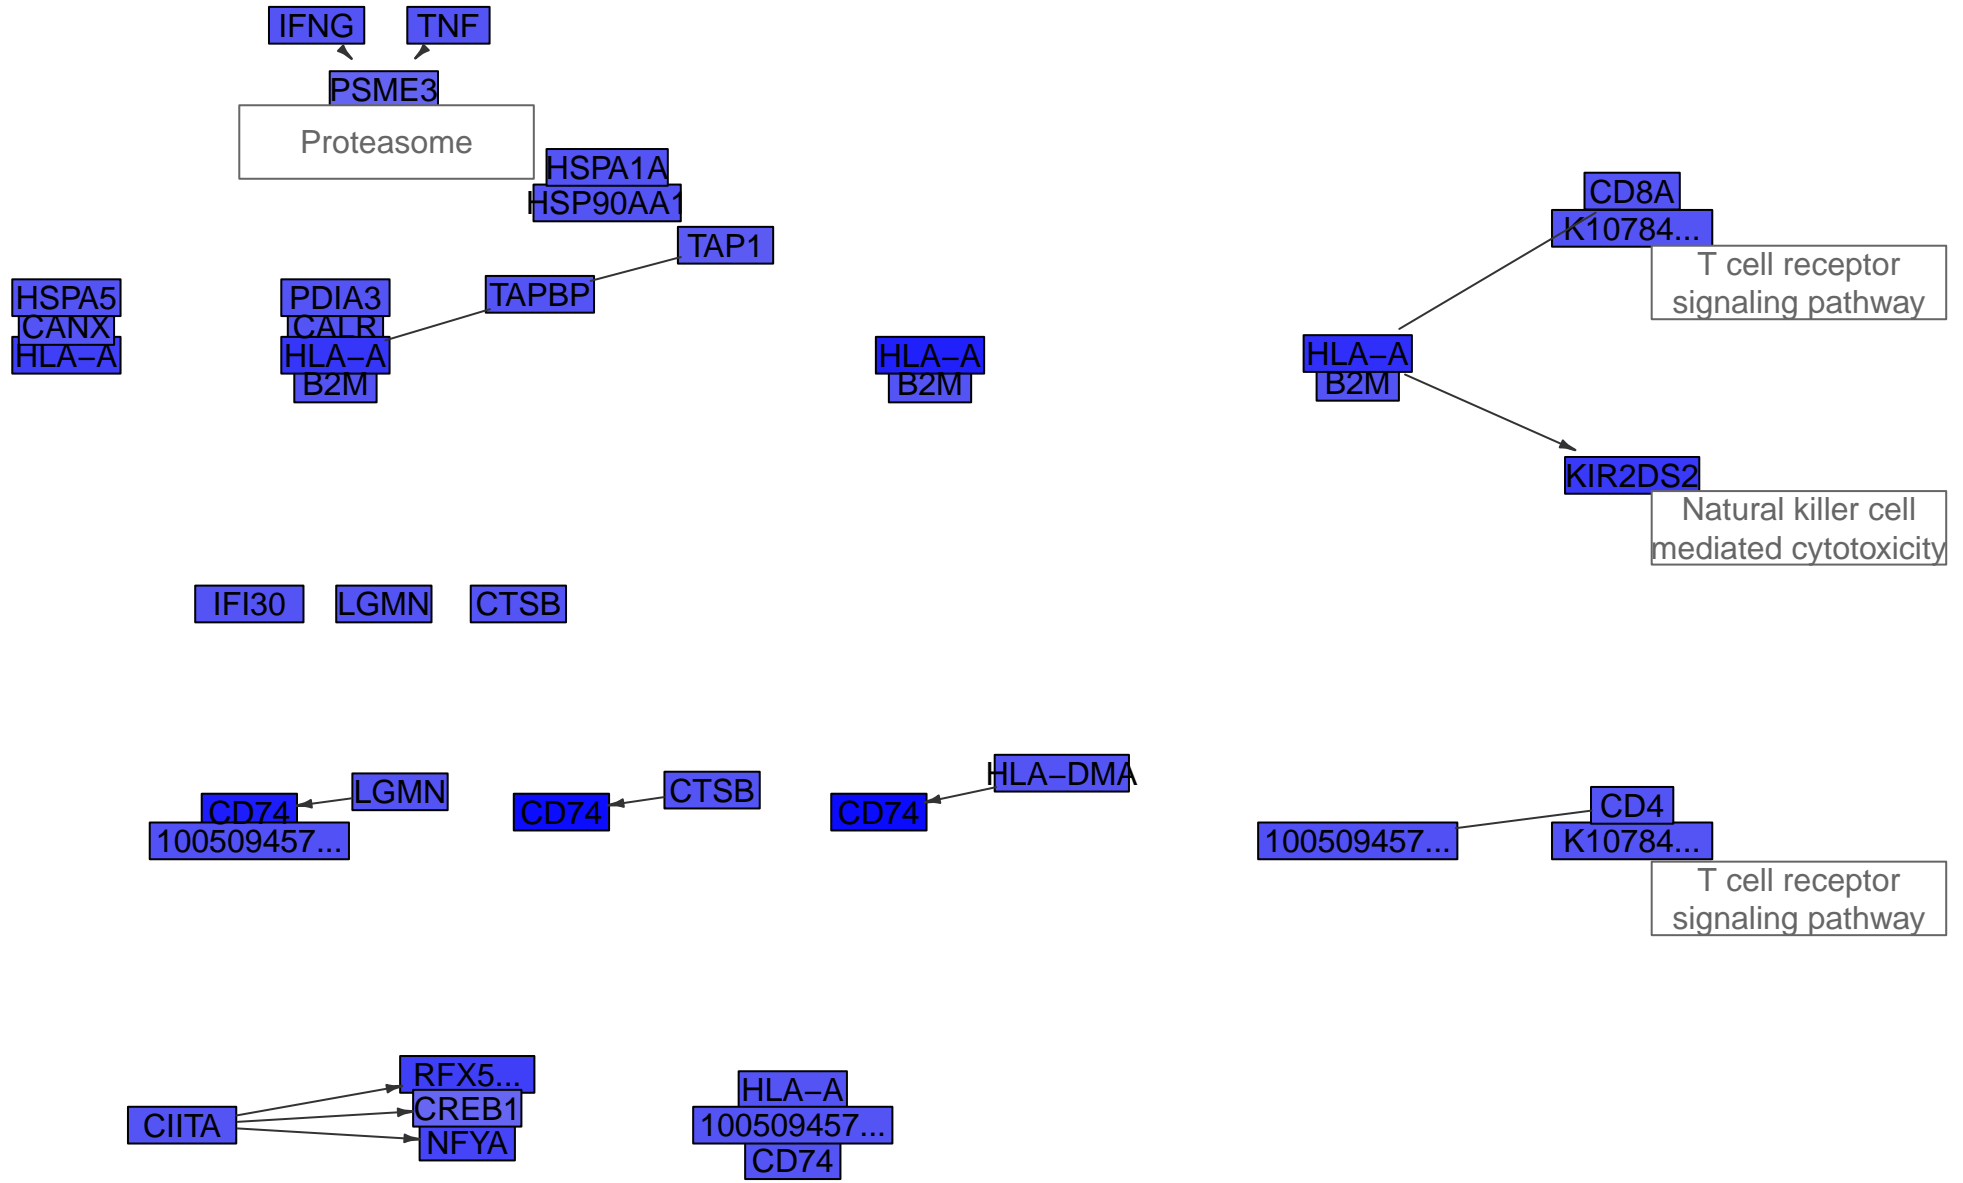 IFNG
TNF
PSME3
Proteasome
HSPA1A
HSP90AA1
CD8A
K10784...
TAP1
T cell receptor
signaling pathway
HSPA5
PDIA3
TAPBP
CANX
CALR
HLA−A
HLA−A
HLA−A
HLA−A
B2M
B2M
B2M
KIR2DS2
Natural killer cell
mediated cytotoxicity
IFI30
LGMN
CTSB
HLA−DMA
LGMN
CTSB
CD74
CD74
CD74
CD4
100509457...
100509457...
K10784...
T cell receptor
signaling pathway
RFX5...
HLA−A
CREB1
CIITA
100509457...
NFYA
CD74